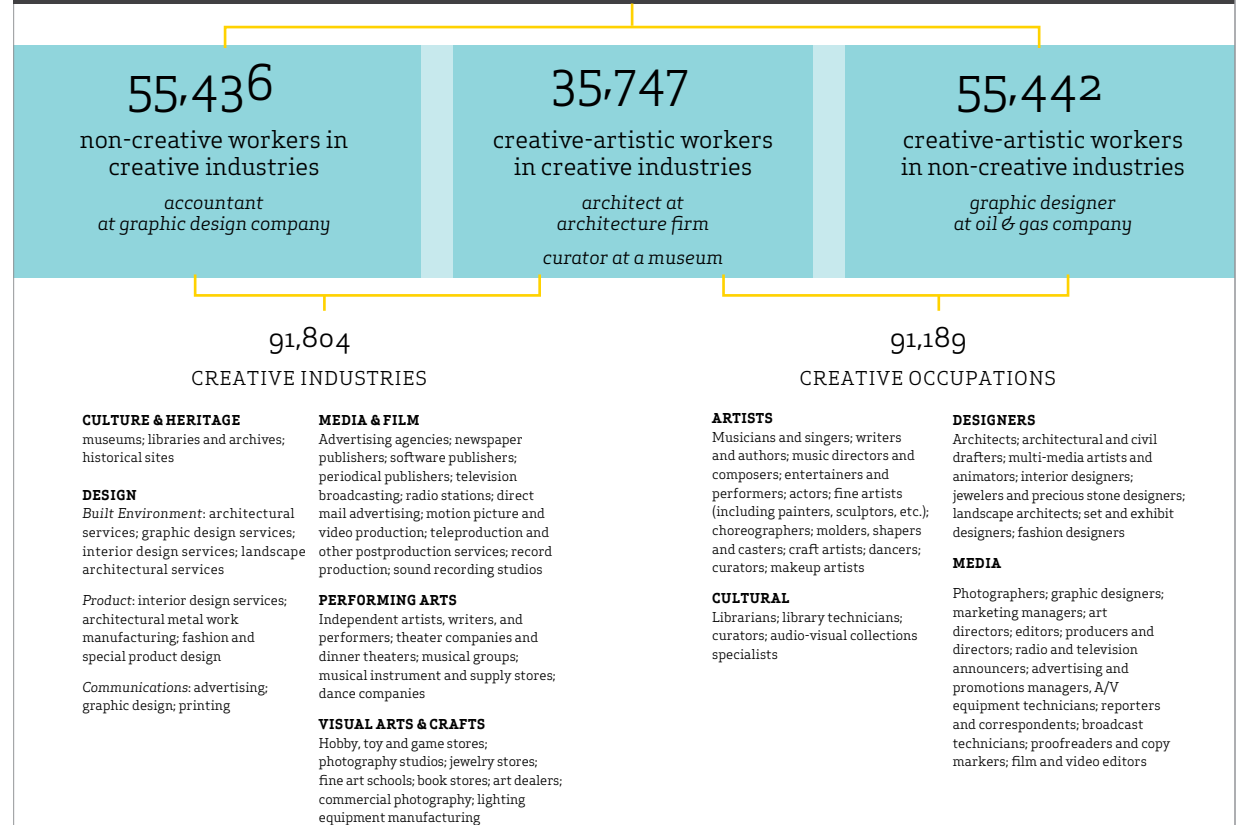 55,436
non-creative workers in
creative industries
accountant
at graphic design company
35,747
creative-artistic workers
in creative industries
architect at
architecture firm
curator at a museum
55,442
creative-artistic workers
in non-creative industries
graphic designer
at oil & gas company
91,804
CREATIVE INDUSTRIES
CULTURE & HERITAGE
museums; libraries and archives;
historical sites
DESIGN
Built Environment: architectural
services; graphic design services;
interior design services; landscape
architectural services
Product: interior design services;
architectural metal work
manufacturing; fashion and
special product design
Communications: advertising;
graphic design; printing
MEDIA & FILM
Advertising agencies; newspaper
publishers; software publishers;
periodical publishers; television
broadcasting; radio stations; direct
mail advertising; motion picture and
video production; teleproduction and
other postproduction services; record
production; sound recording studios
PERFORMING ARTS
Independent artists, writers, and
performers; theater companies and
dinner theaters; musical groups;
musical instrument and supply stores;
dance companies
VISUAL ARTS & CRAFTS
Hobby, toy and game stores;
photography studios; jewelry stores;
fine art schools; book stores; art dealers;
commercial photography; lighting
equipment manufacturing
91,189
CREATIVE OCCUPATIONS
ARTISTS
Musicians and singers; writers
and authors; music directors and
composers; entertainers and
performers; actors; fine artists
(including painters, sculptors, etc.);
choreographers; molders, shapers
and casters; craft artists; dancers;
curators; makeup artists
CULTURAL
Librarians; library technicians;
curators; audio-visual collections
specialists
DESIGNERS
Architects; architectural and civil
drafters; multi-media artists and
animators; interior designers;
jewelers and precious stone designers;
landscape architects; set and exhibit
designers; fashion designers
MEDIA
Photographers; graphic designers;
marketing managers; art
directors; editors; producers and
directors; radio and television
announcers; advertising and
promotions managers, A/V
equipment technicians; reporters
and correspondents; broadcast
technicians; proofreaders and copy
markers; film and video editors